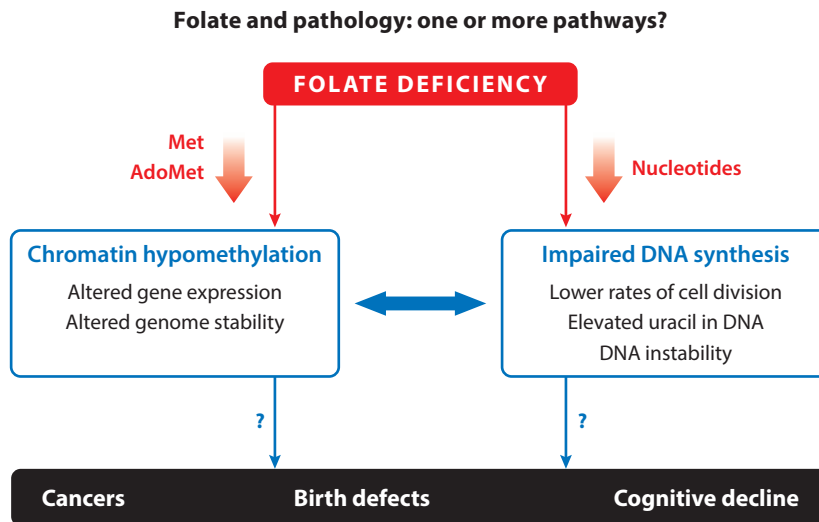 Folate and pathology: one or more pathways?
FOLATE DEFICIENCY
Met
AdoMet
Nucleotides
Chromatin hypomethylation
Altered gene expression
Altered genome stability
Impaired DNA synthesis
Lower rates of cell division
Elevated uracil in DNA
DNA instability
?
?
Cancers
Birth defects
Cognitive decline